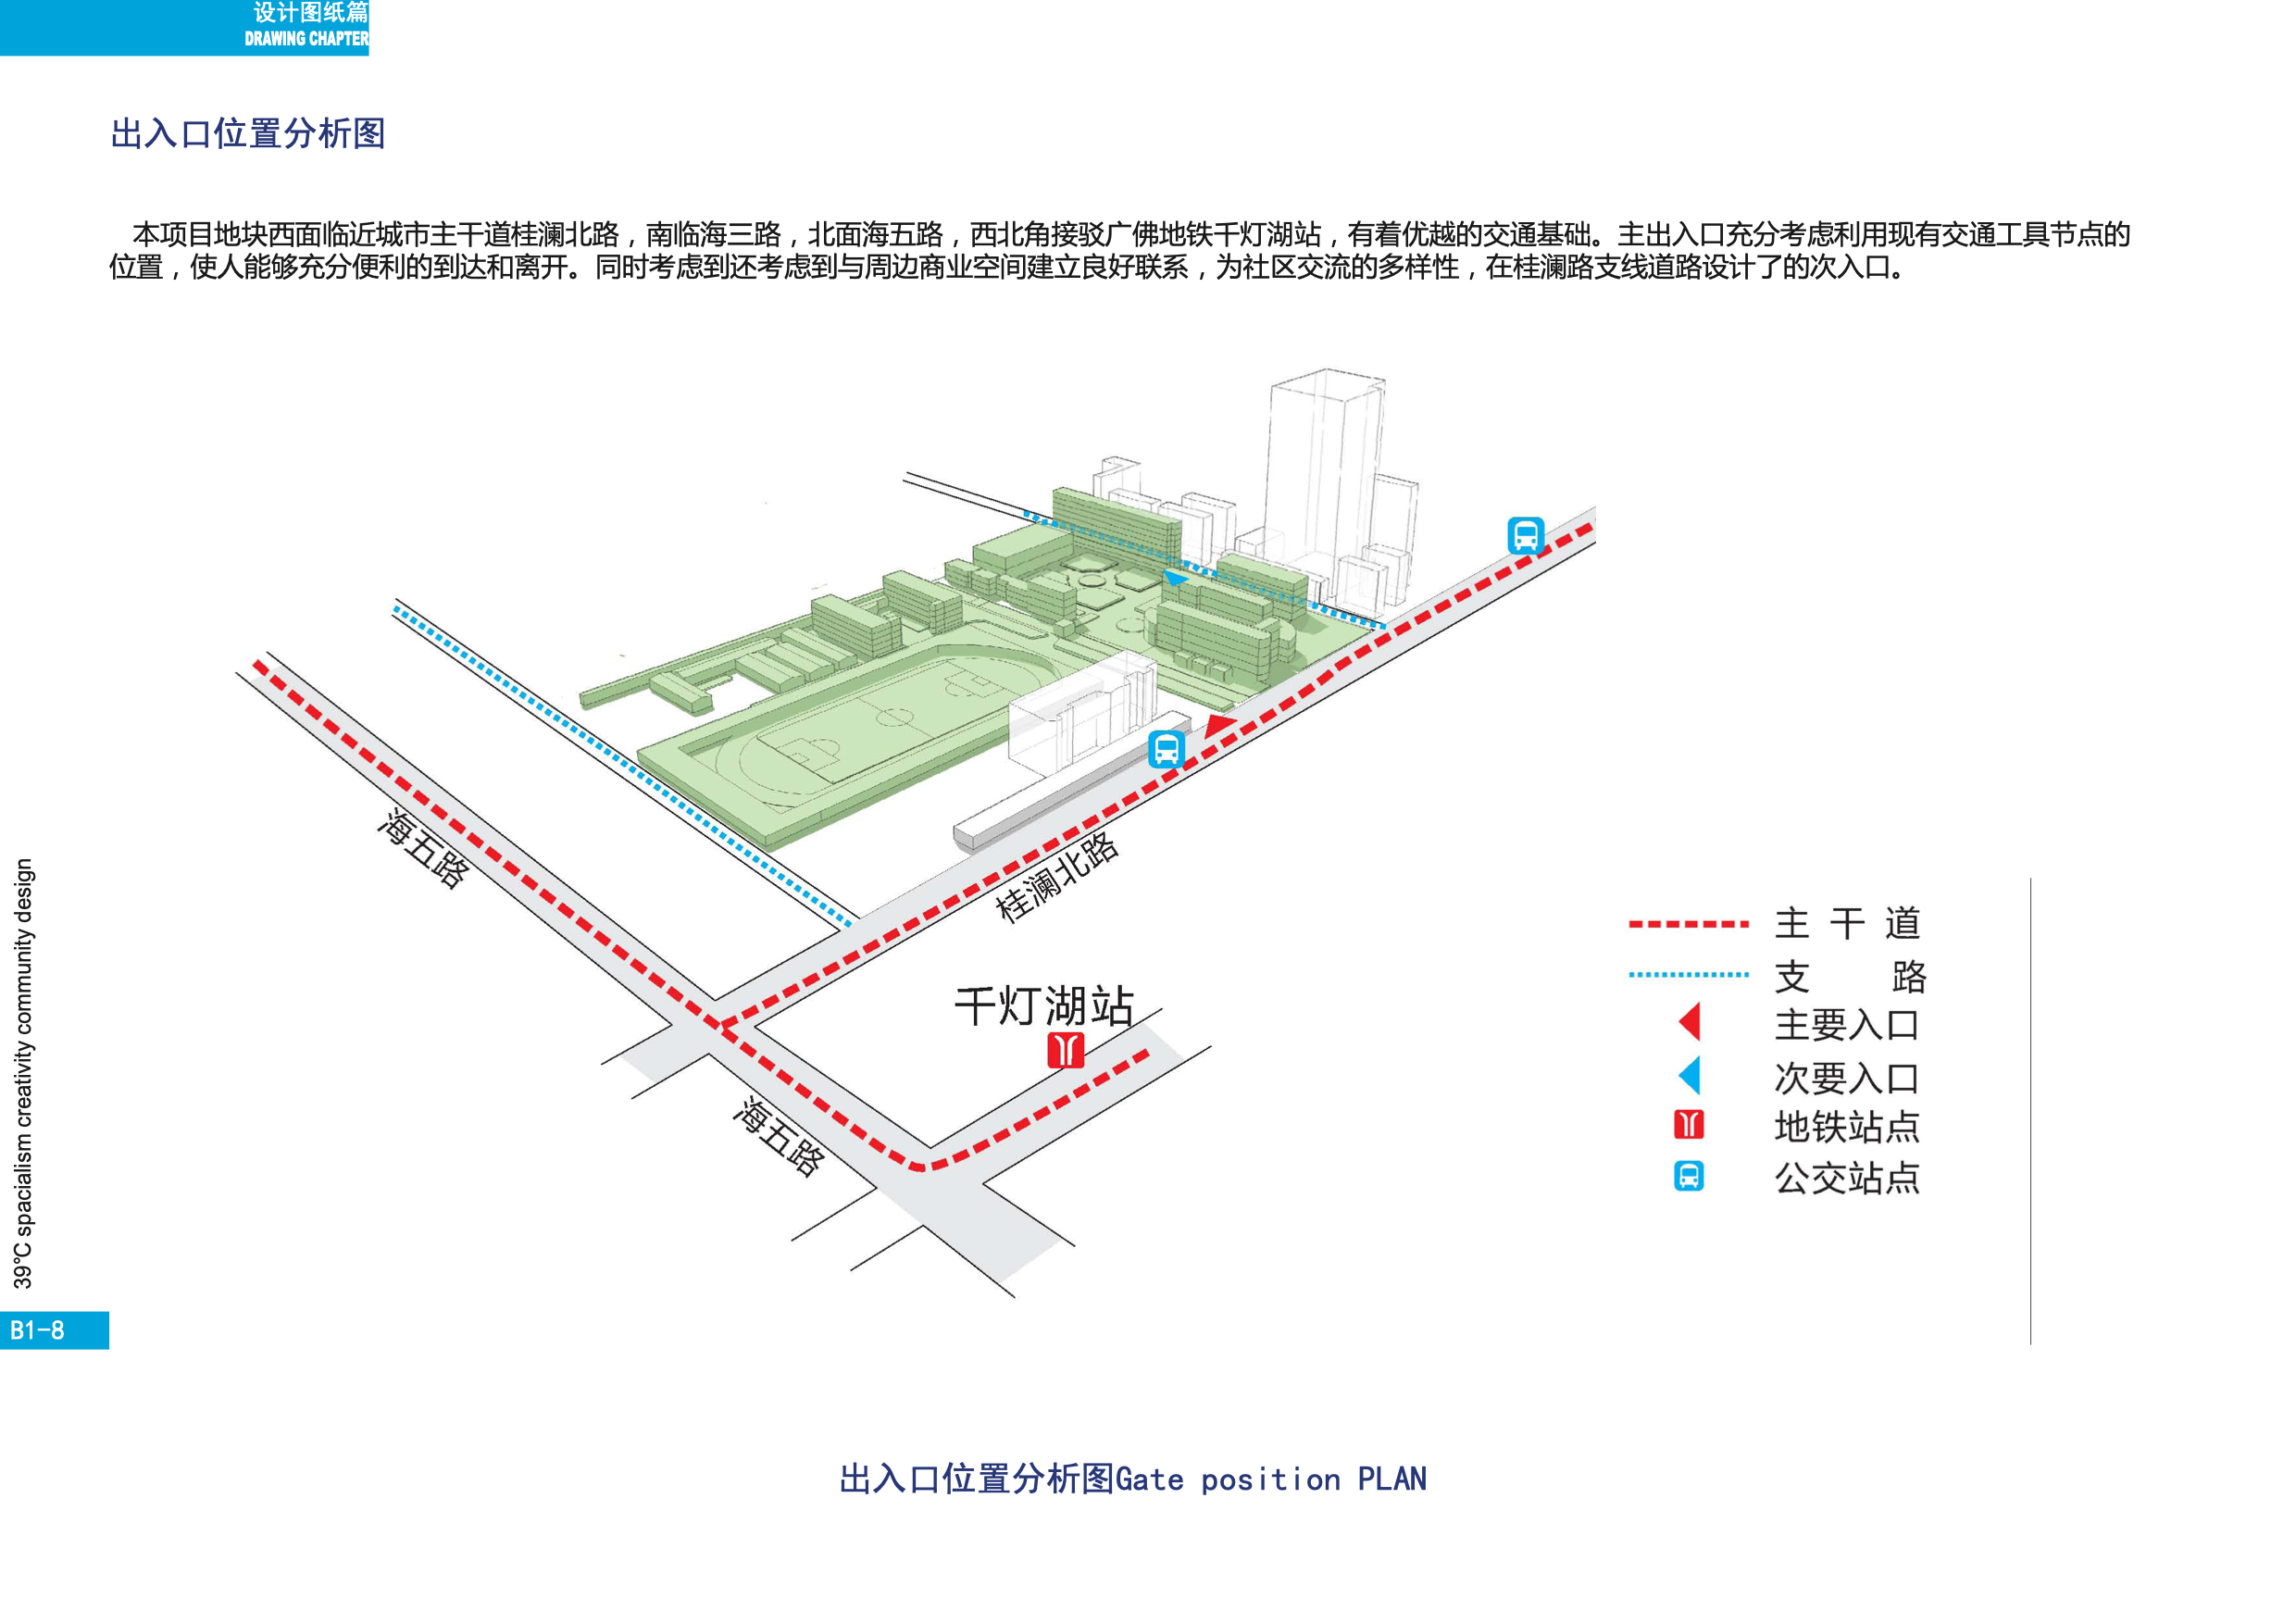 设计图纸篇
DRAWING CHAPTER
出入口位置分析图
本项目地块西面临近城市主干道桂澜北路，南临海三路，北面海五路，西北角接驳广佛地铁千灯湖站，有着优越的交通基础。主出入口充分考虑利用现有交通工具节点的
位置，使人能够充分便利的到达和离开。同时考虑到还考虑到与周边商业空间建立良好联系，为社区交流的多样性，在桂澜路支线道路设计了的次入口。
海五路
桂澜北路
千灯湖站
海五路
主 干 道
支 路
主要入口
次要入口
地铁站点
公交站点
39℃ spacialism creativity community design
B1-8
出入口位置分析图Gate position PLAN